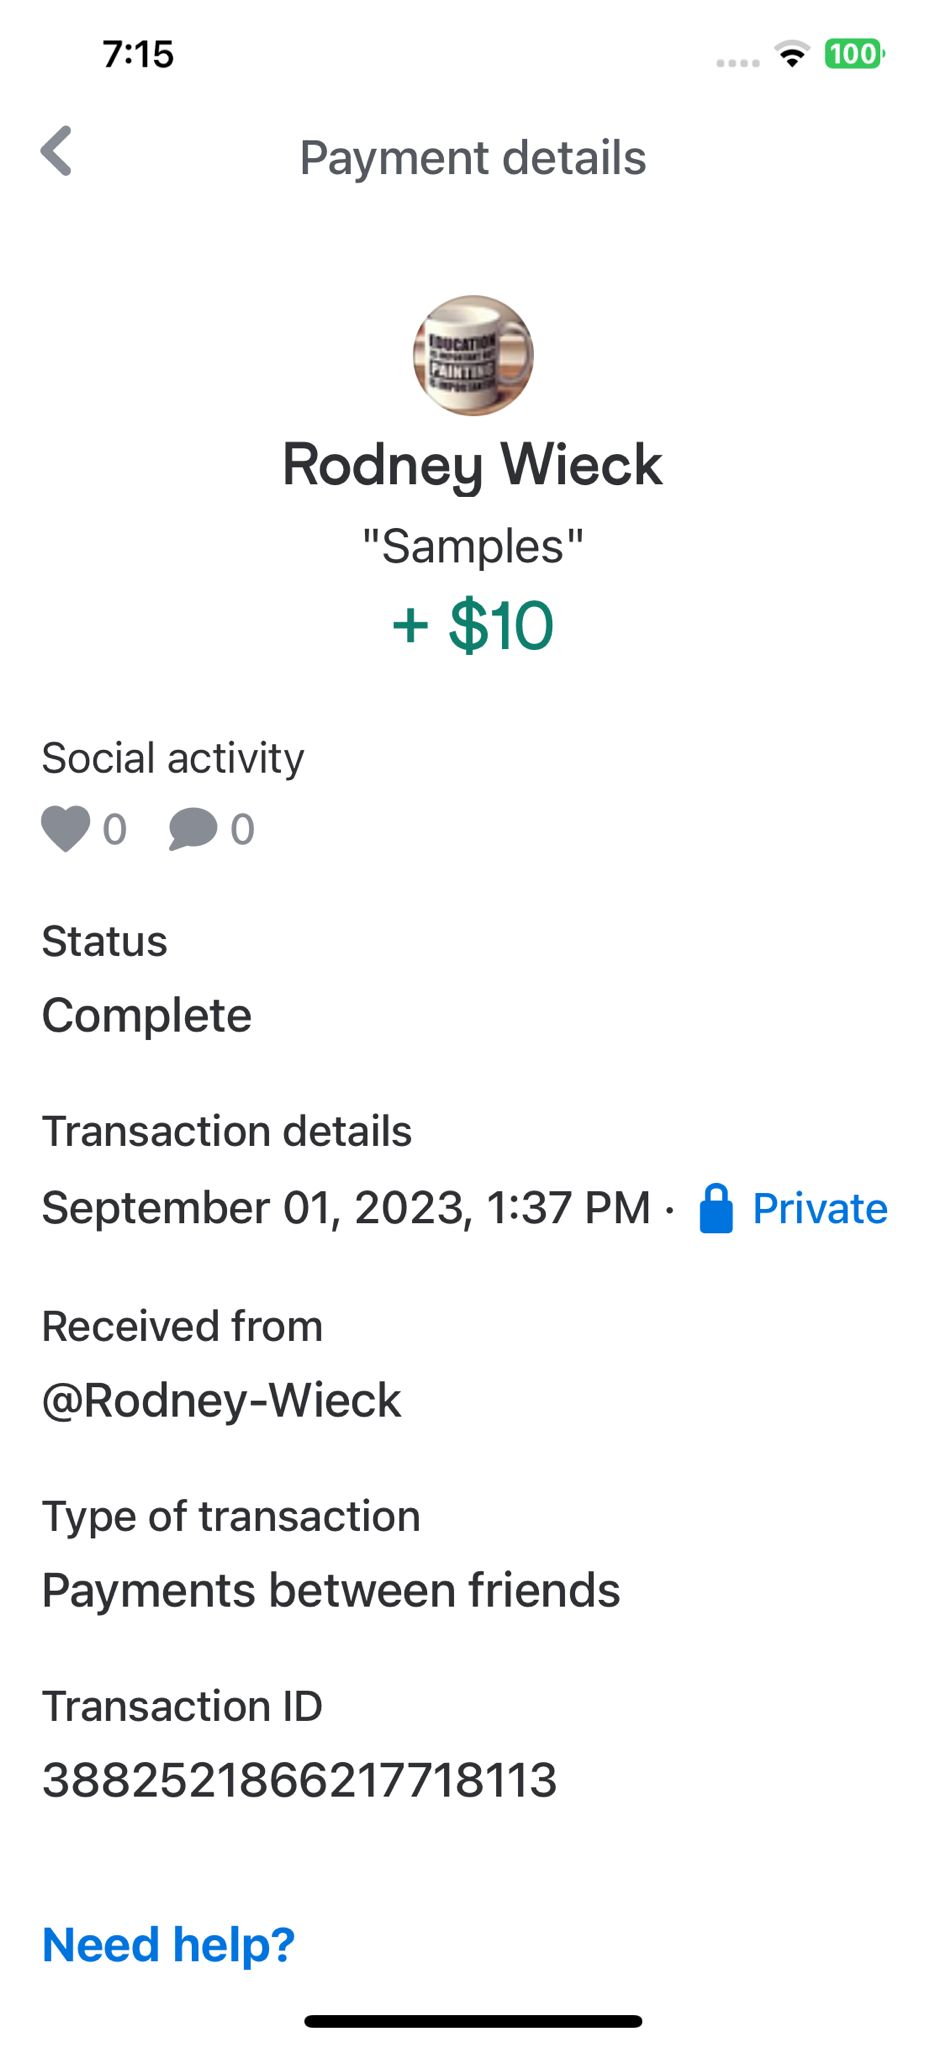 7:15
100
Payment details
EDUCATION
IS IMPORTANT BUT
PAINTING
IS IMPORTANTER
Rodney Wieck
"Samples"
+ $10
Social activity
0 0
Status
Complete
Transaction details
September 01, 2023, 1:37 PM · Private
Received from
@Rodney-Wieck
Type of transaction
Payments between friends
Transaction ID
3882521866217718113
Need help?